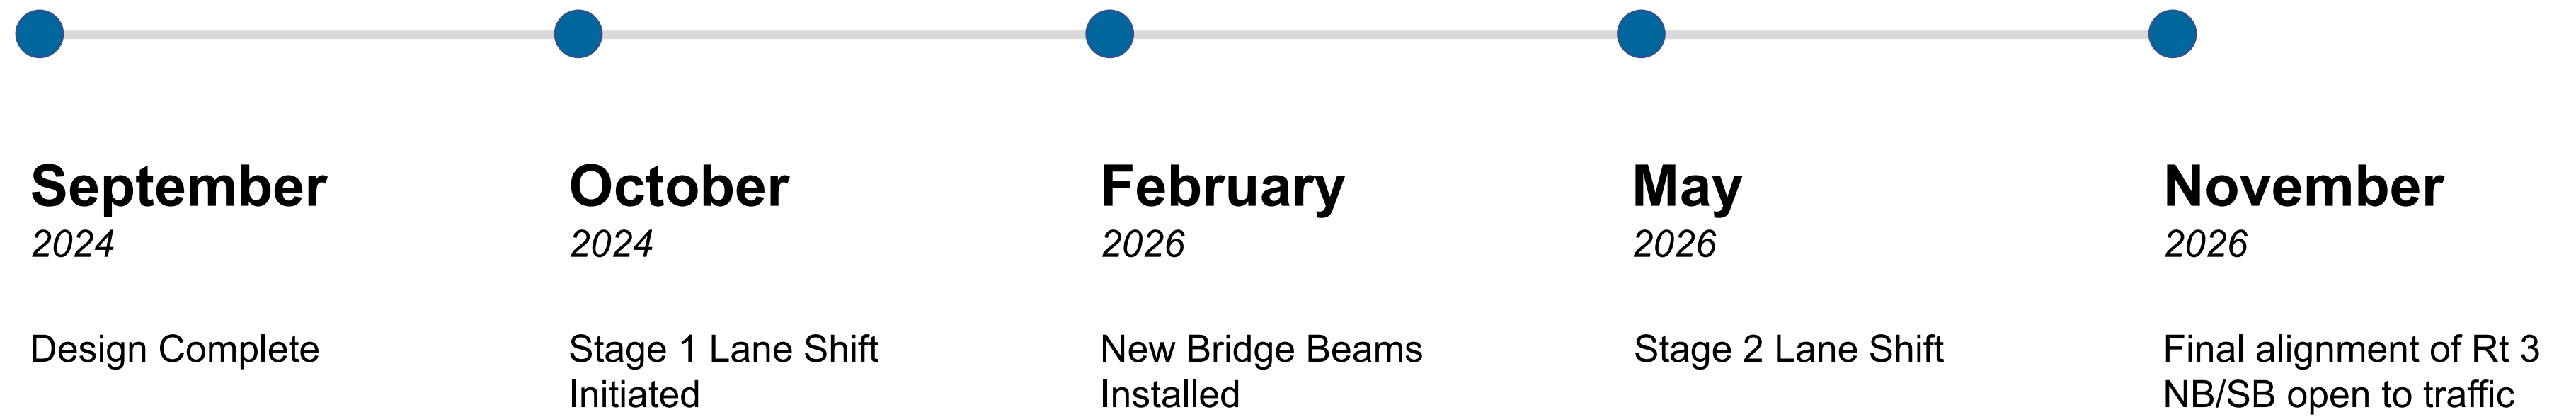 September
2024
Design Complete
October
2024
Stage 1 Lane Shift
Initiated
February
2026
New Bridge Beams
Installed
May
2026
Stage 2 Lane Shift
November
2026
Final alignment of Rt 3
NB/SB open to traffic